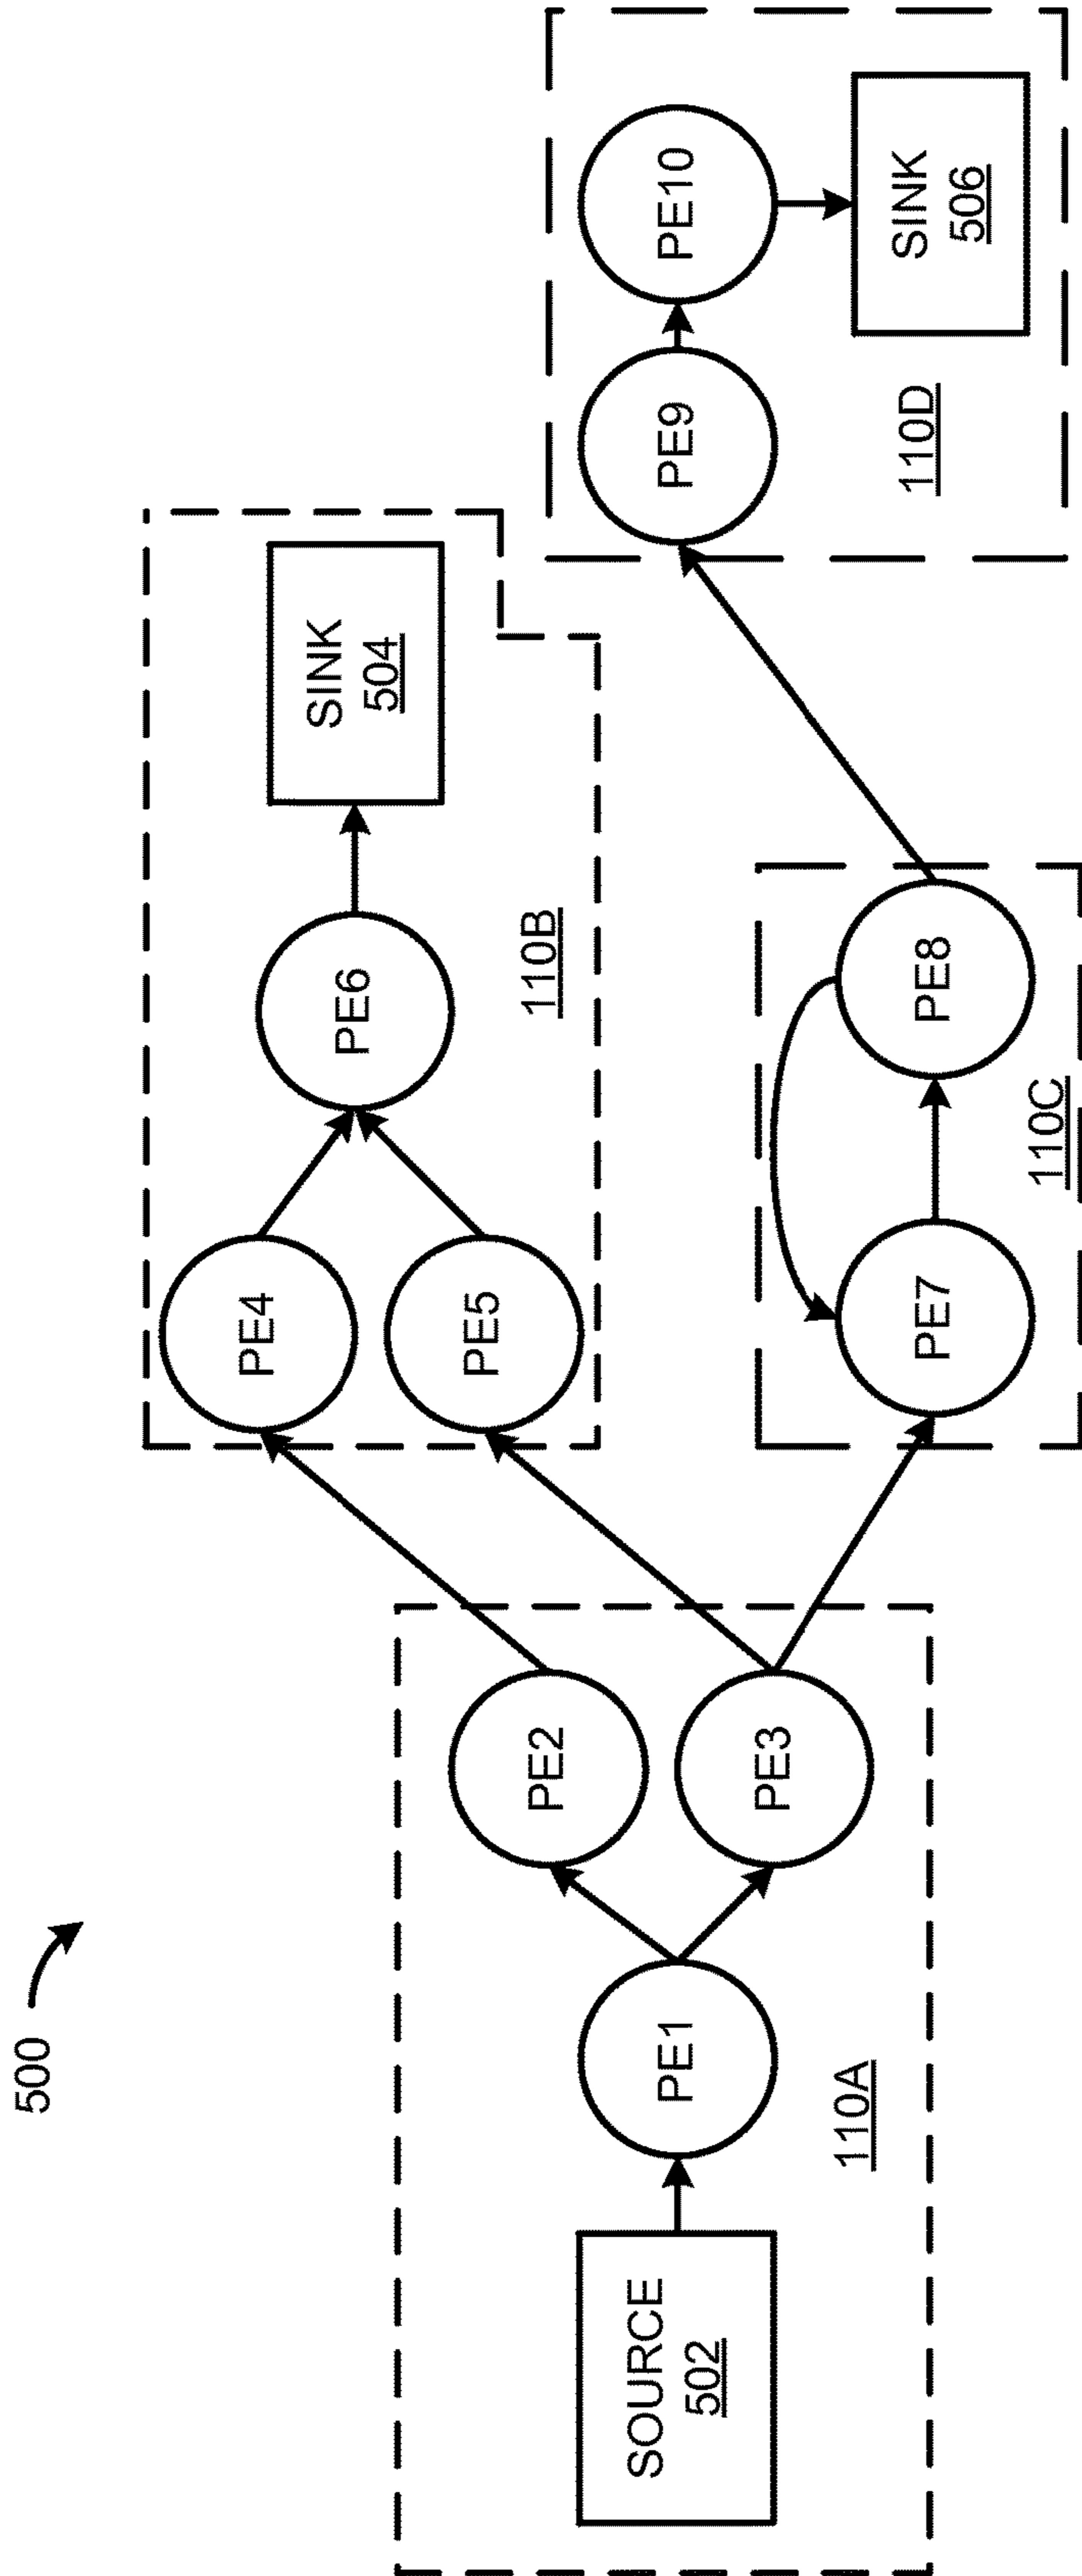 500
SOURCE
502
PE1
110A
PE2
PE3
PE4
PE5
PE6
SINK
504
110B
PE7
PE8
110C
PE9
PE10
SINK
506
110D